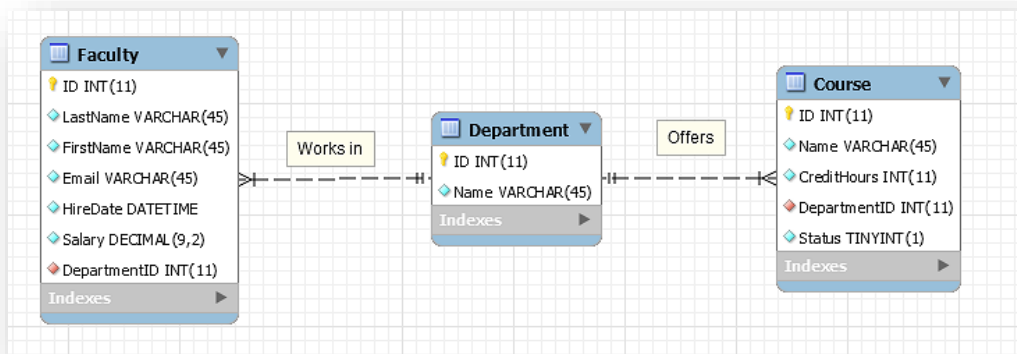 Faculty
ID INT(11)
LastName VARCHAR(45)
FirstName VARCHAR(45)
Email VARCHAR(45)
HireDate DATETIME
Salary DECIMAL(9,2)
DepartmentID INT(11)
Indexes
Works in
Department
ID INT(11)
Name VARCHAR(45)
Indexes
Offers
Course
ID INT(11)
Name VARCHAR(45)
CreditHours INT(11)
DepartmentID INT(11)
Status TINYINT(1)
Indexes